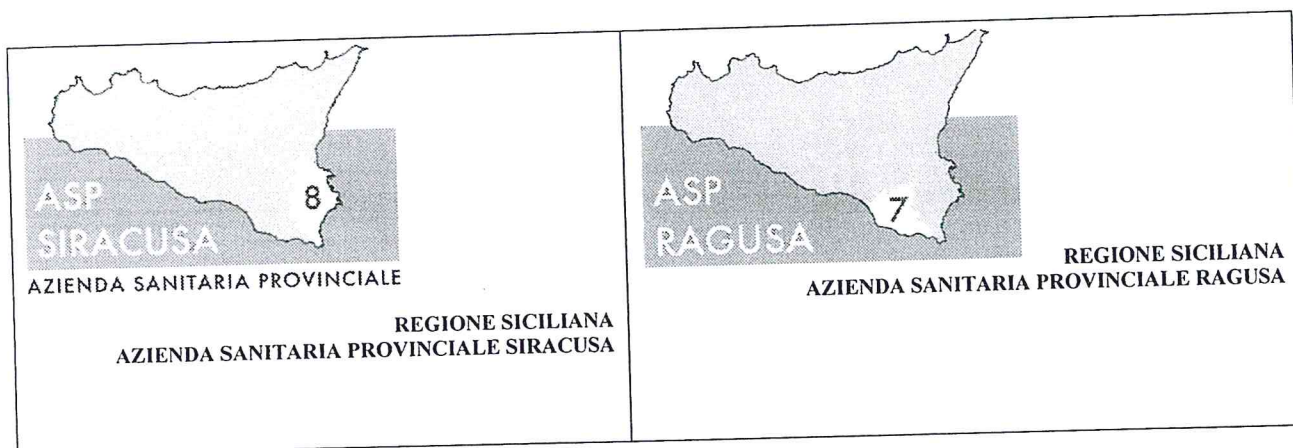 ASP
8
SIRACUSA
AZIENDA SANITARIA PROVINCIALE
REGIONE SICILIANA
AZIENDA SANITARIA PROVINCIALE SIRACUSA
ASP
7
RAGUSA
REGIONE SICILIANA
AZIENDA SANITARIA PROVINCIALE RAGUSA